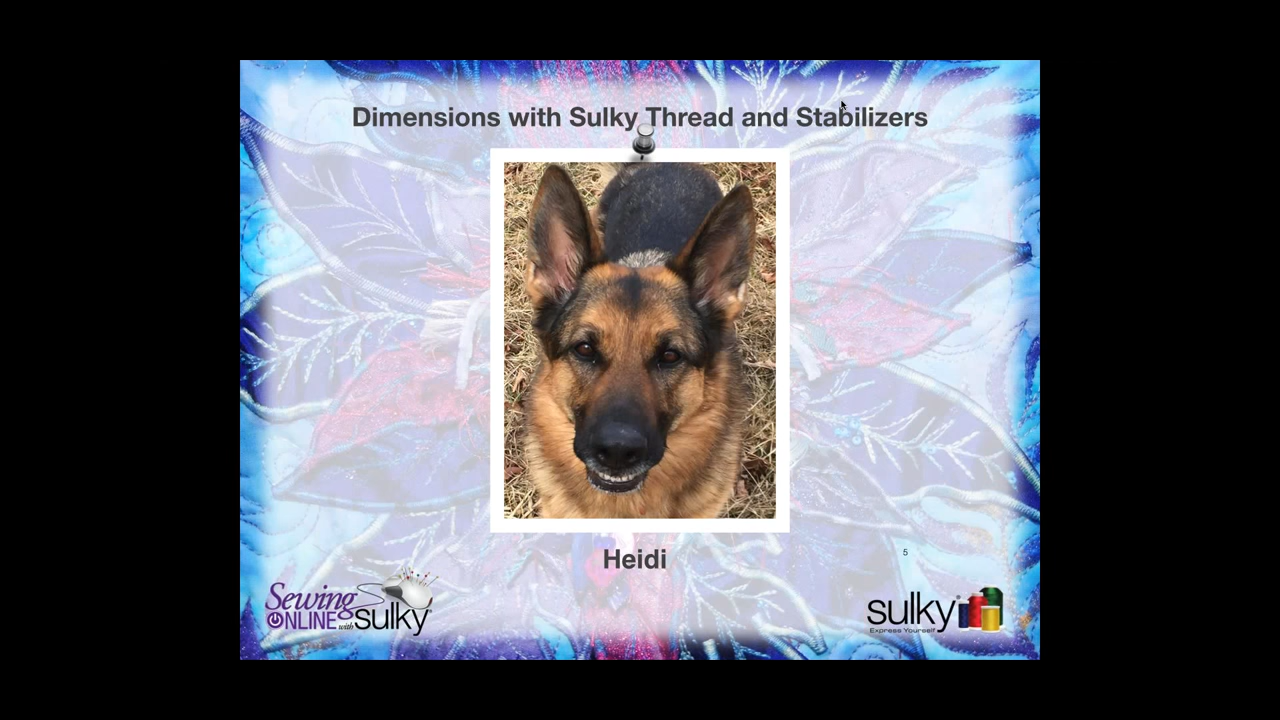 Dimensions with Sulky Thread and Stabilizers
Heidi
5
Sewing
ONLINE with sulky
sulky®
Express Yourself